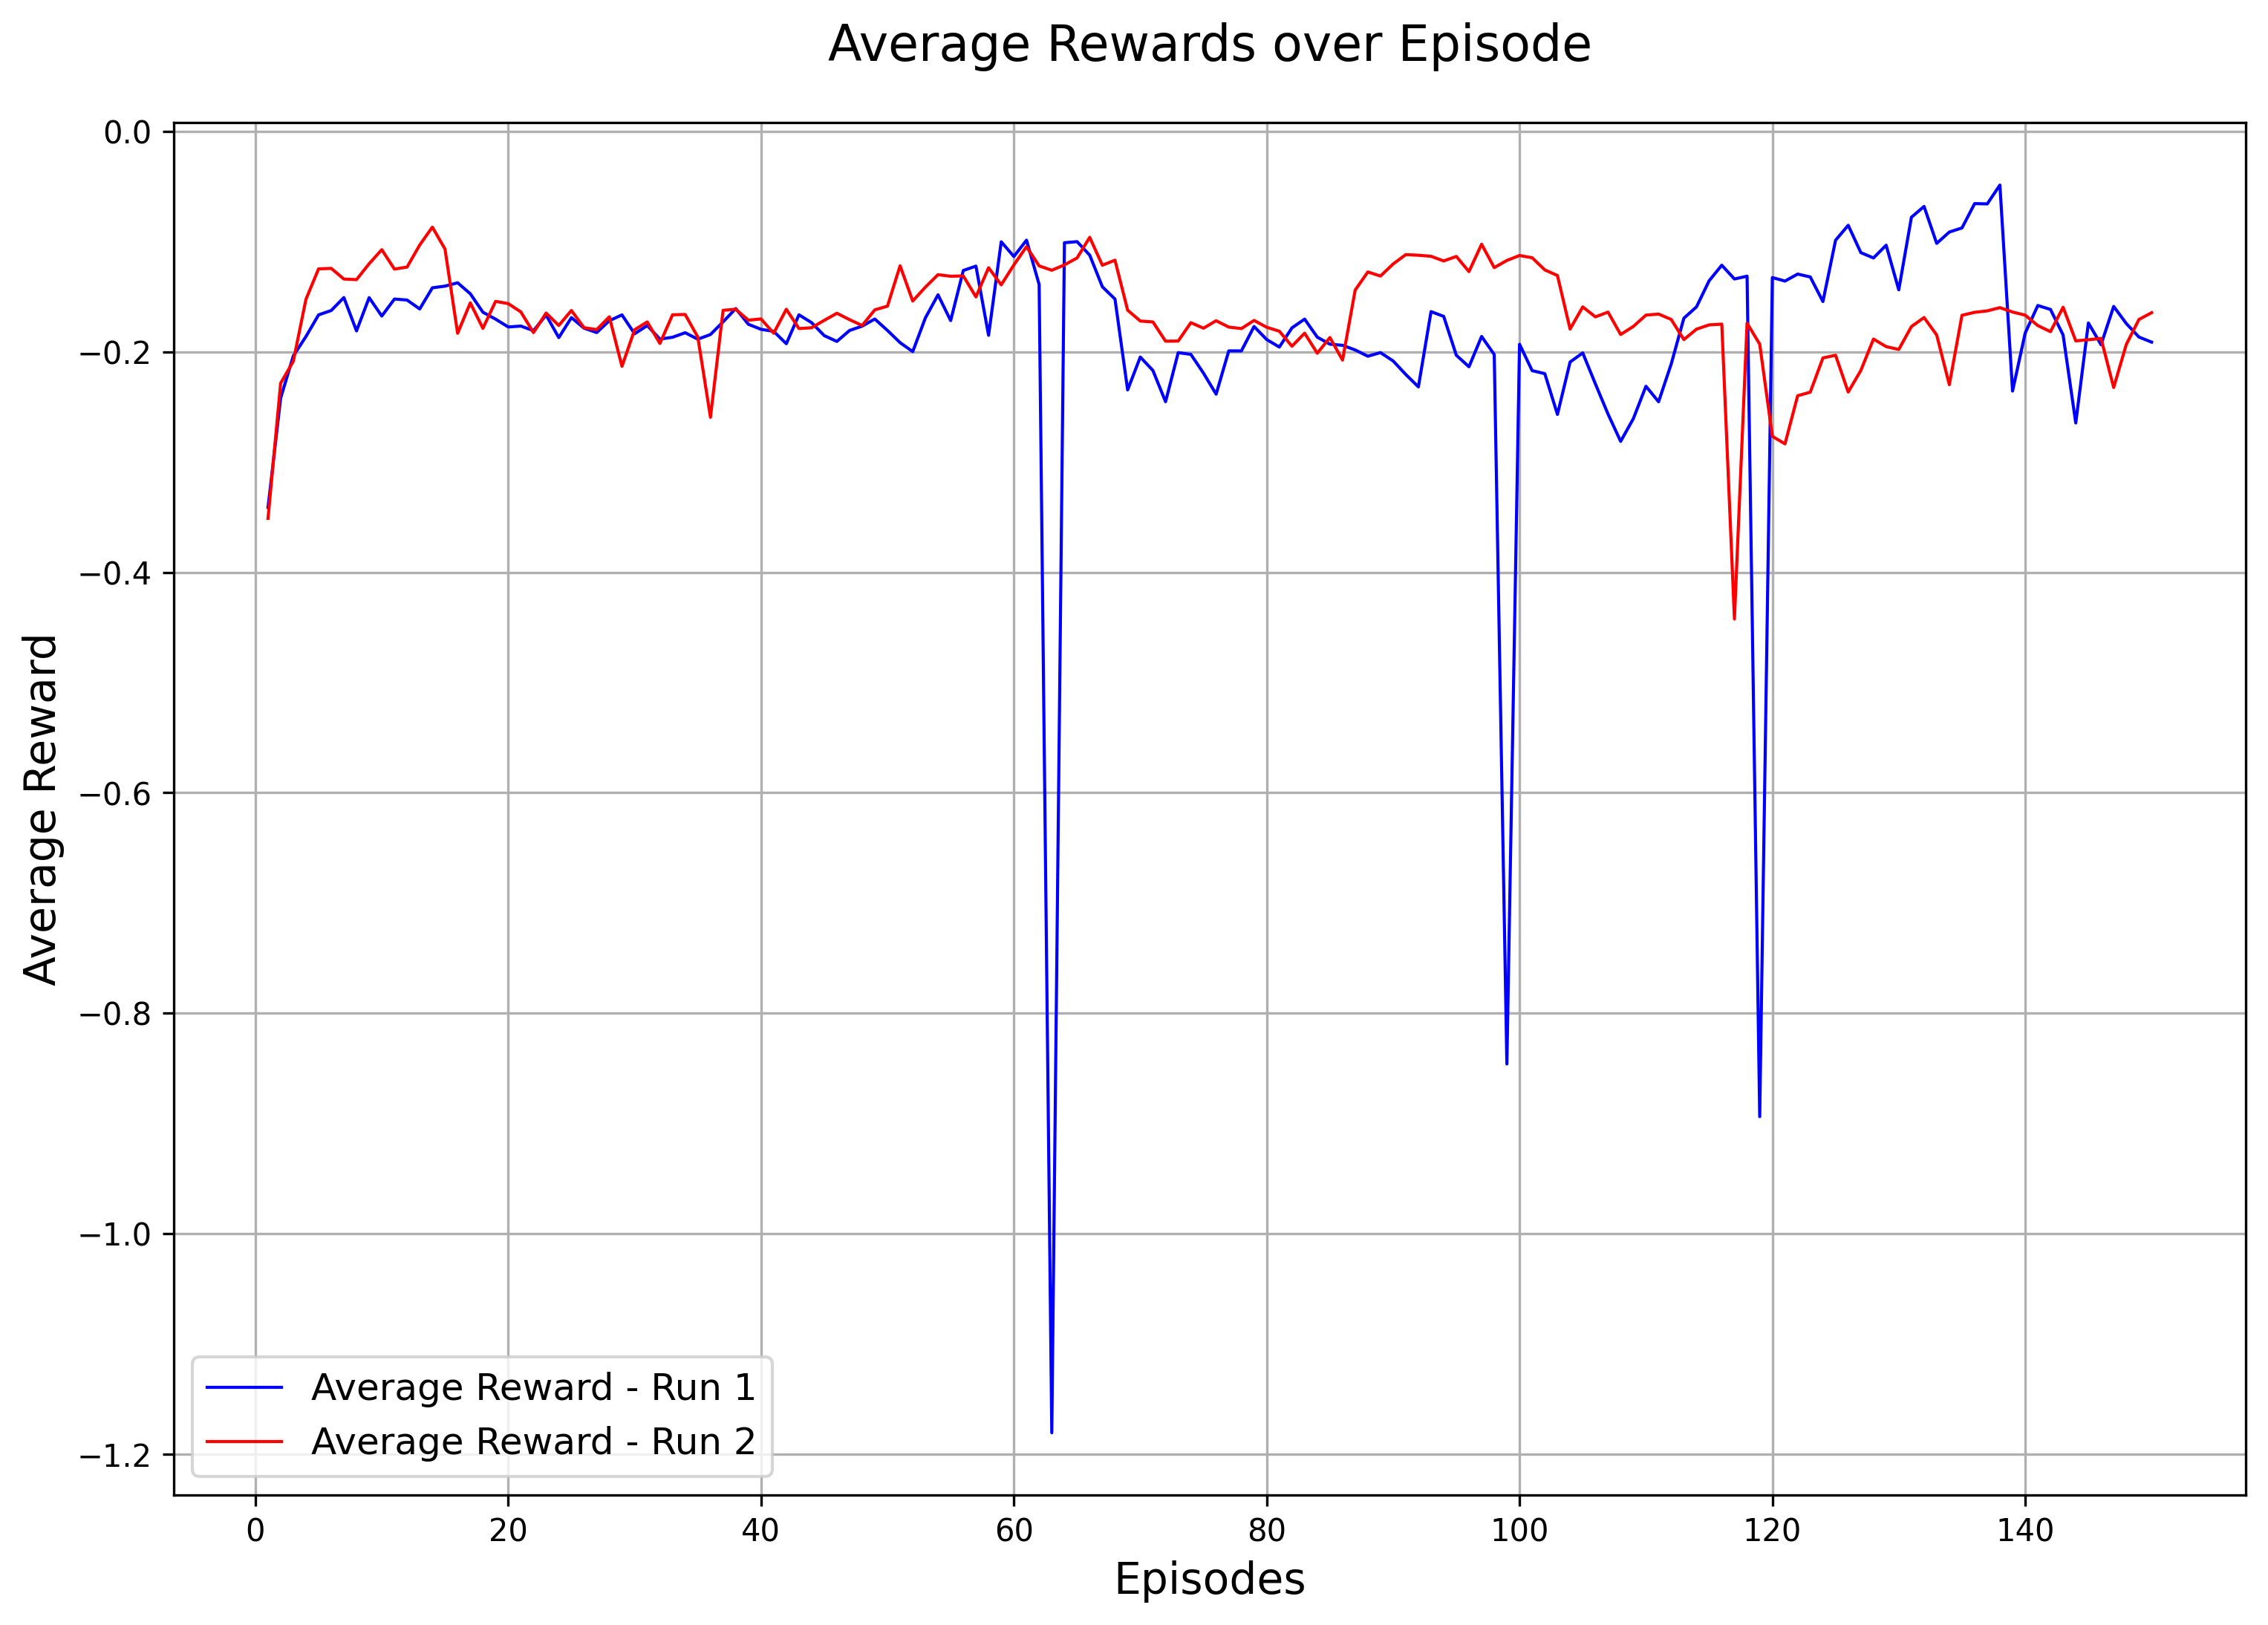 Average Rewards over Episode
Average Reward
0.0
−0.2
−0.4
−0.6
−0.8
−1.0
−1.2
Average Reward - Run 1
Average Reward - Run 2
0 20 40 60 80 100 120 140
Episodes